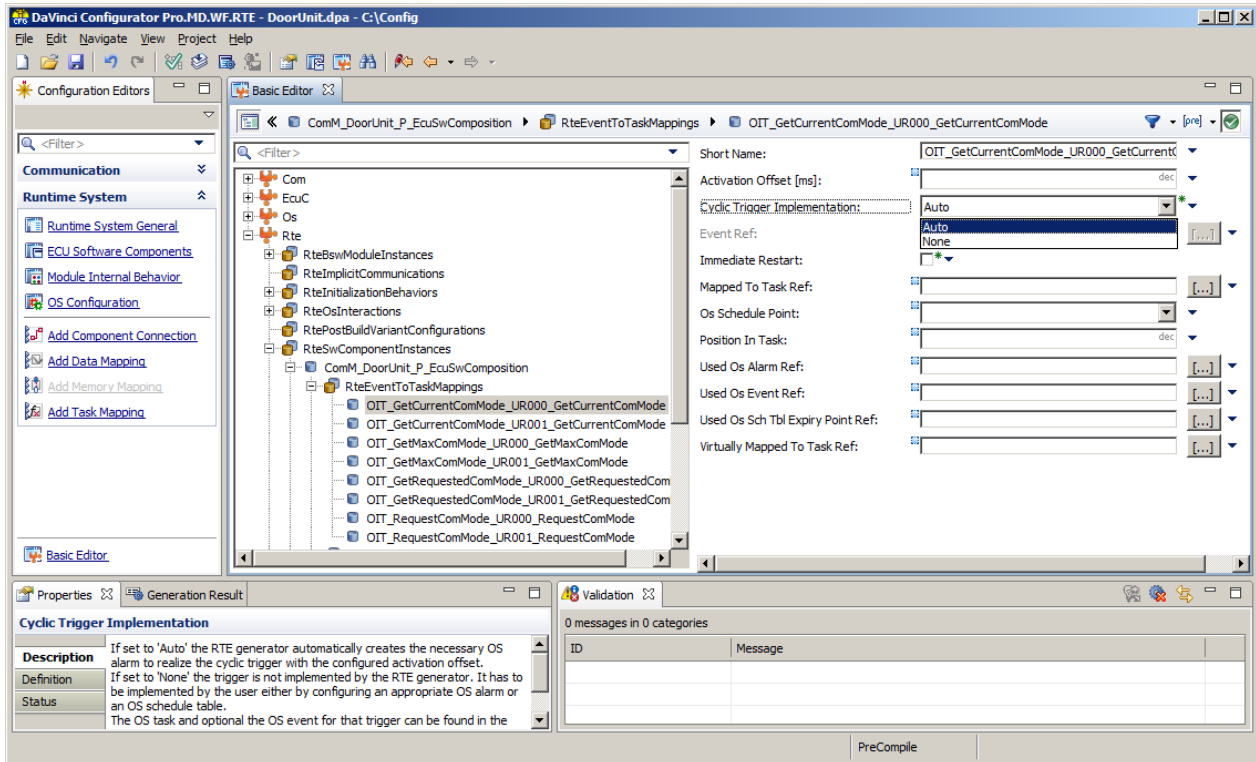 DaVinci Configurator Pro.MD.WF.RTE - DoorUnit.dpa - C:\Config
File Edit Navigate View Project Help
Configuration Editors
<Filter>
Communication
Runtime System
Runtime System General
ECU Software Components
Module Internal Behavior
OS Configuration
Add Component Connection
Add Data Mapping
Add Memory Mapping
Add Task Mapping
Basic Editor
Basic Editor
ComM_DoorUnit_P_EcuSwComposition RteEventToTaskMappings OIT_GetCurrentComMode_UR000_GetCurrentComMode [pre]
<Filter>
Com
EcuC
Os
Rte
RteBswModuleInstances
RteImplicitCommunications
RteInitializationBehaviors
RteOsInteractions
RtePostBuildVariantConfigurations
RteSwComponentInstances
ComM_DoorUnit_P_EcuSwComposition
RteEventToTaskMappings
OIT_GetCurrentComMode_UR000_GetCurrentComMode
OIT_GetCurrentComMode_UR001_GetCurrentComMode
OIT_GetMaxComMode_UR000_GetMaxComMode
OIT_GetMaxComMode_UR001_GetMaxComMode
OIT_GetRequestedComMode_UR000_GetRequestedCom
OIT_GetRequestedComMode_UR001_GetRequestedCom
OIT_RequestComMode_UR000_RequestComMode
OIT_RequestComMode_UR001_RequestComMode
Short Name: OIT_GetCurrentComMode_UR000_GetCurrentC
Activation Offset [ms]: dec
Cyclic Trigger Implementation: Auto
Auto
None
Event Ref: [...]
Immediate Restart:
Mapped To Task Ref: [...]
Os Schedule Point:
Position In Task: dec
Used Os Alarm Ref: [...]
Used Os Event Ref: [...]
Used Os Sch Tbl Expiry Point Ref: [...]
Virtually Mapped To Task Ref: [...]
Properties Generation Result
Cyclic Trigger Implementation
Description
Definition
Status
If set to 'Auto' the RTE generator automatically creates the necessary OS
alarm to realize the cyclic trigger with the configured activation offset.
If set to 'None' the trigger is not implemented by the RTE generator. It has to
be implemented by the user either by configuring an appropriate OS alarm or
an OS schedule table.
The OS task and optional the OS event for that trigger can be found in the
Validation
0 messages in 0 categories
ID Message
PreCompile